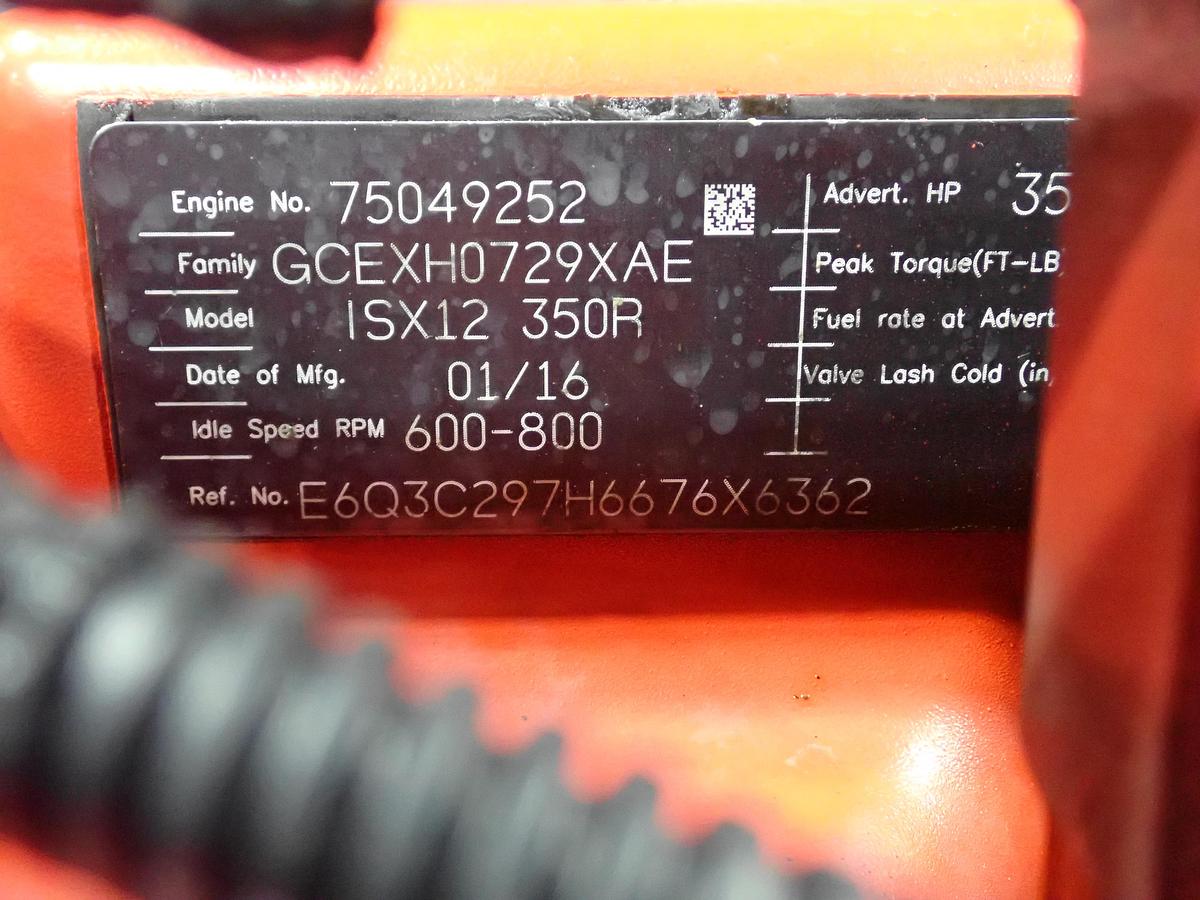 Engine No. 75049252
Family GCEXH0729XAE
Model ISX12 350R
Date of Mfg. 01/16
Idle Speed RPM 600-800
Ref. No. E6Q3C297H6676X6362
Advert. HP 35
Peak Torque(FT-LB
Fuel rate at Advert
Valve Lash Cold (in